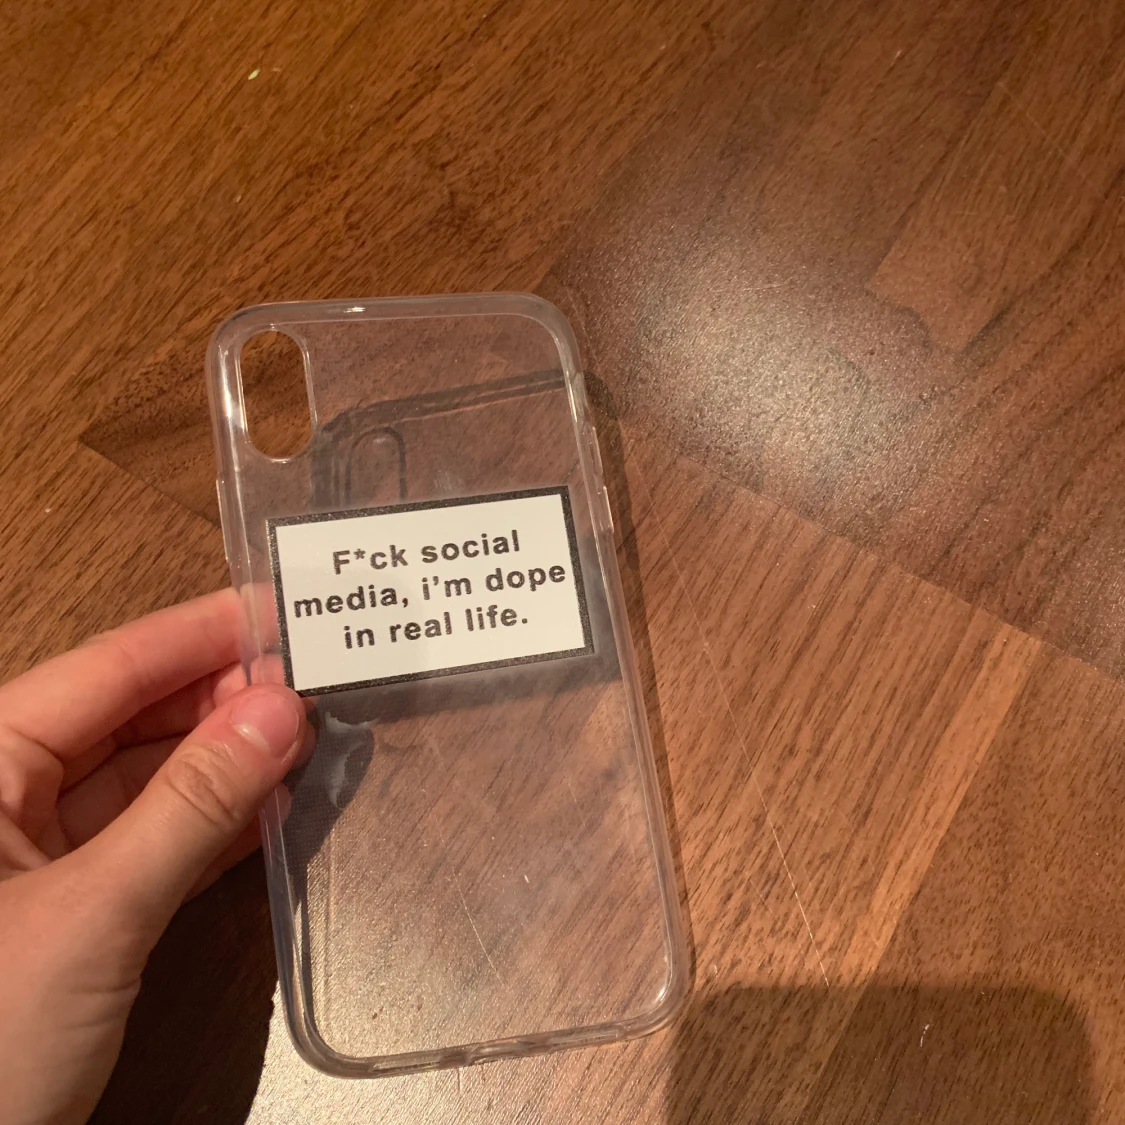 F*ck social
media, i'm dope
in real life.